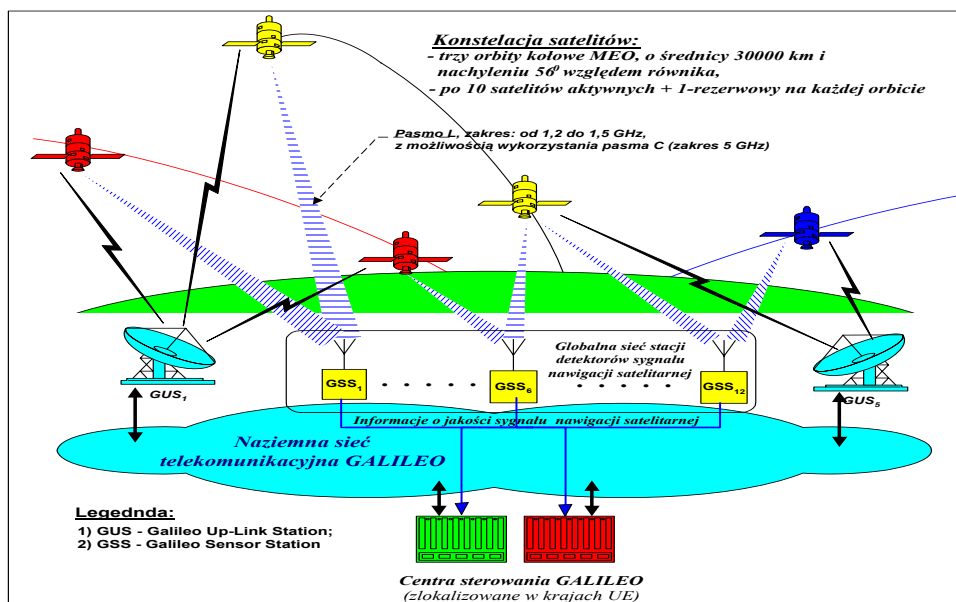 Konstelacja satelitów:
- trzy orbity kołowe MEO, o średnicy 30000 km i
nachyleniu 56⁰ względem równika,
- po 10 satelitów aktywnych + 1-rezerwowy na każdej orbicie
Pasmo L, zakres: od 1,2 do 1,5 GHz,
z możliwością wykorzystania pasma C (zakres 5 GHz)
Globalna sieć stacji
detektorów sygnału
nawigacji satelitarnej
GSS₁
GSS₆
GSS₁₂
GUS₁
GUS₅
Informacje o jakości sygnału nawigacji satelitarnej
Naziemna sieć
telekomunikacyjna GALILEO
Legednda:
1) GUS - Galileo Up-Link Station;
2) GSS - Galileo Sensor Station
Centra sterowania GALILEO
(zlokalizowane w krajach UE)